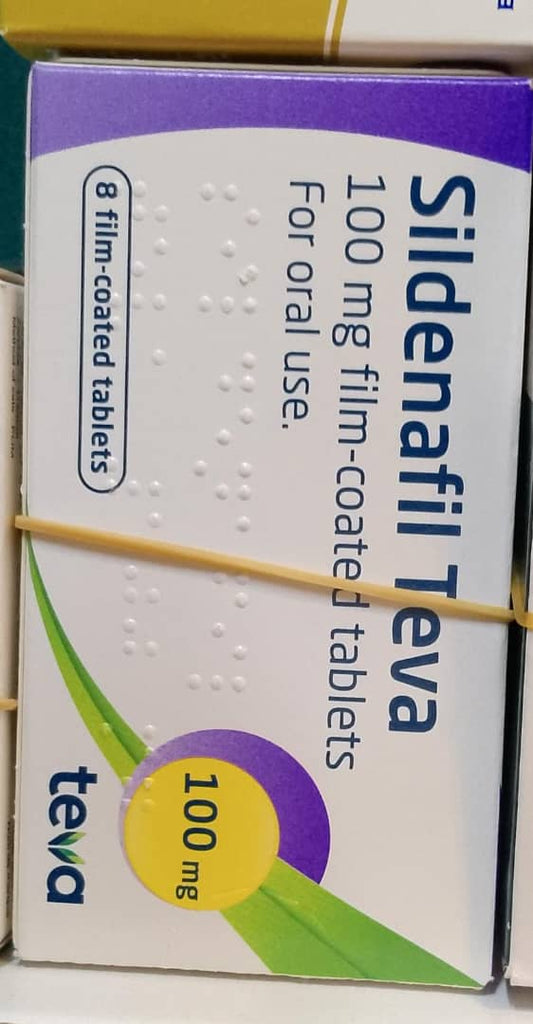 Sildenafil Teva
100 mg film-coated tablets
For oral use.
8 film-coated tablets
100 mg
teva